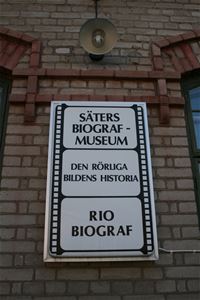 SÄTERS
BIOGRAF-
MUSEUM
DEN RÖRLIGA
BILDENS HISTORIA
RIO
BIOGRAF